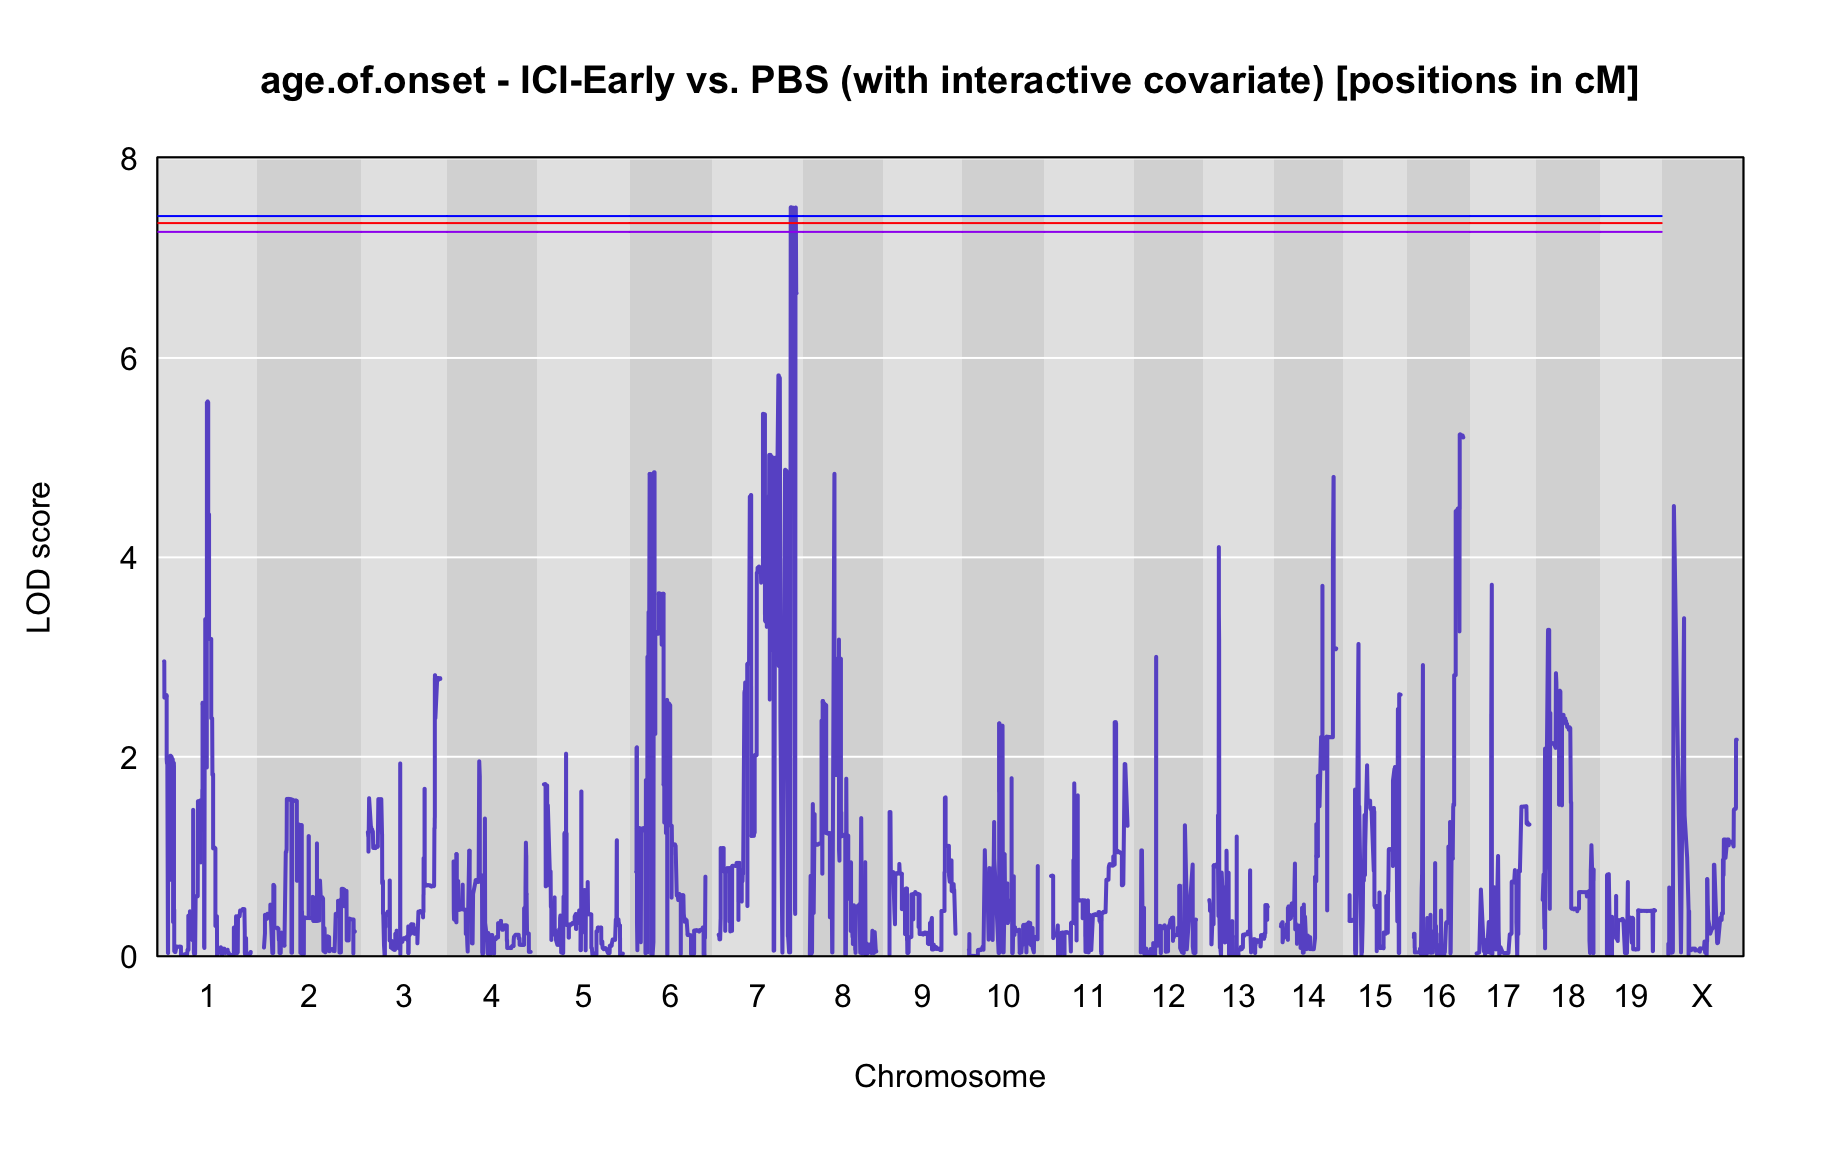 age.of.onset - ICI-Early vs. PBS (with interactive covariate) [positions in cM]
8
6
4
2
0
LOD score
1 2 3 4 5 6 7 8 9 10 11 12 13 14 15 16 17 18 19 X
Chromosome